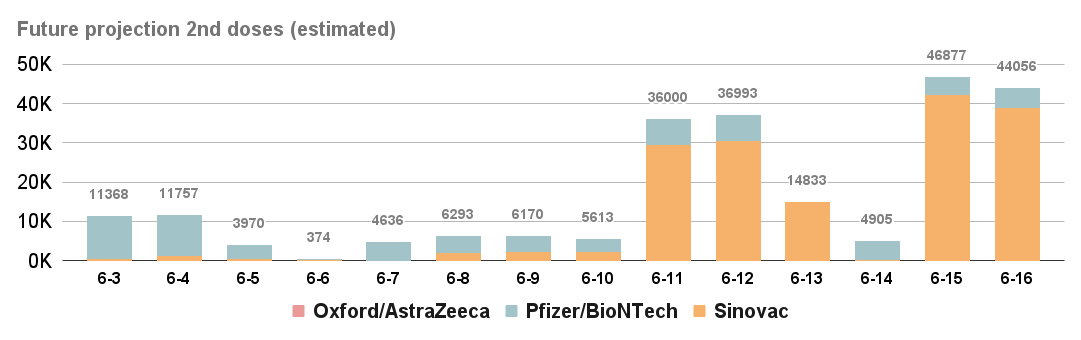 Future projection 2nd doses (estimated)
50K
40K
30K
20K
10K
0K
11368
11757
3970
374
4636
6293
6170
5613
36000
36993
14833
4905
46877
44056
6-3
6-4
6-5
6-6
6-7
6-8
6-9
6-10
6-11
6-12
6-13
6-14
6-15
6-16
Oxford/AstraZeeca
Pfizer/BioNTech
Sinovac